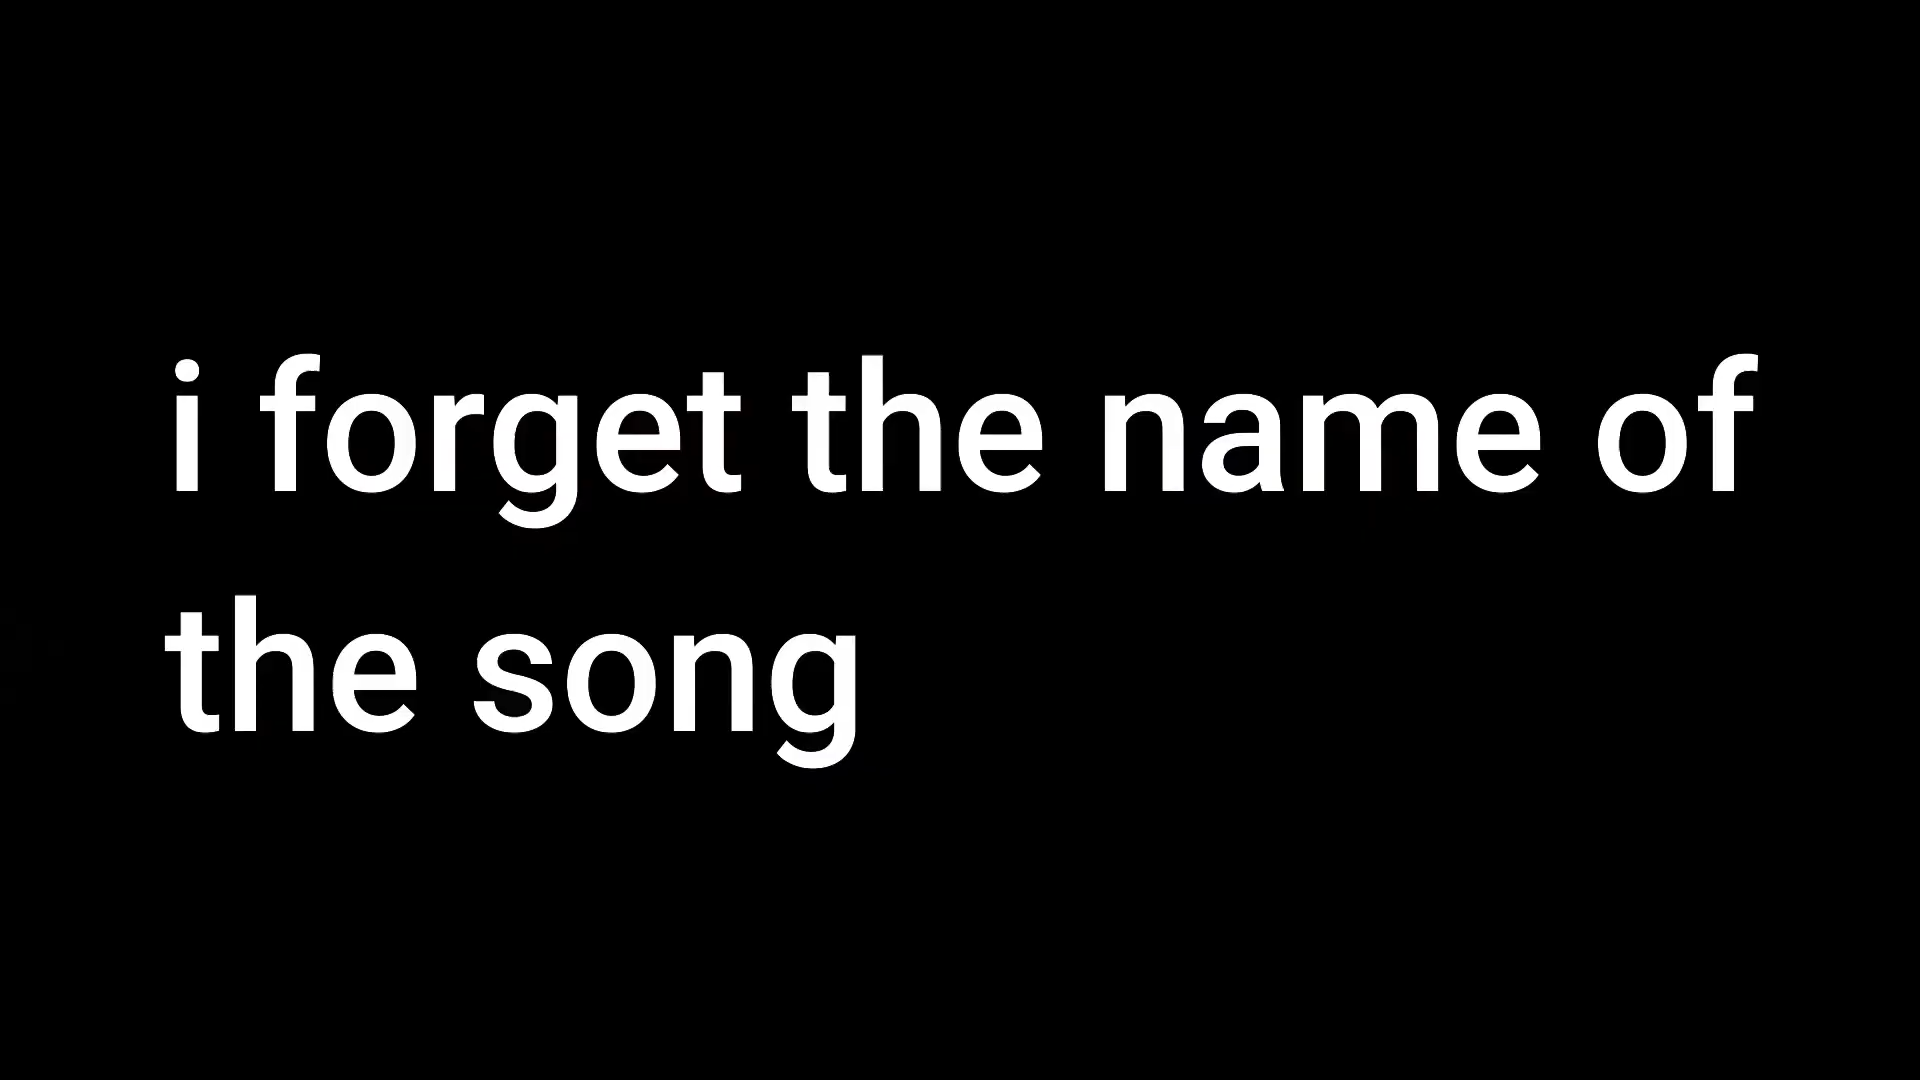 i forget the name of
the song